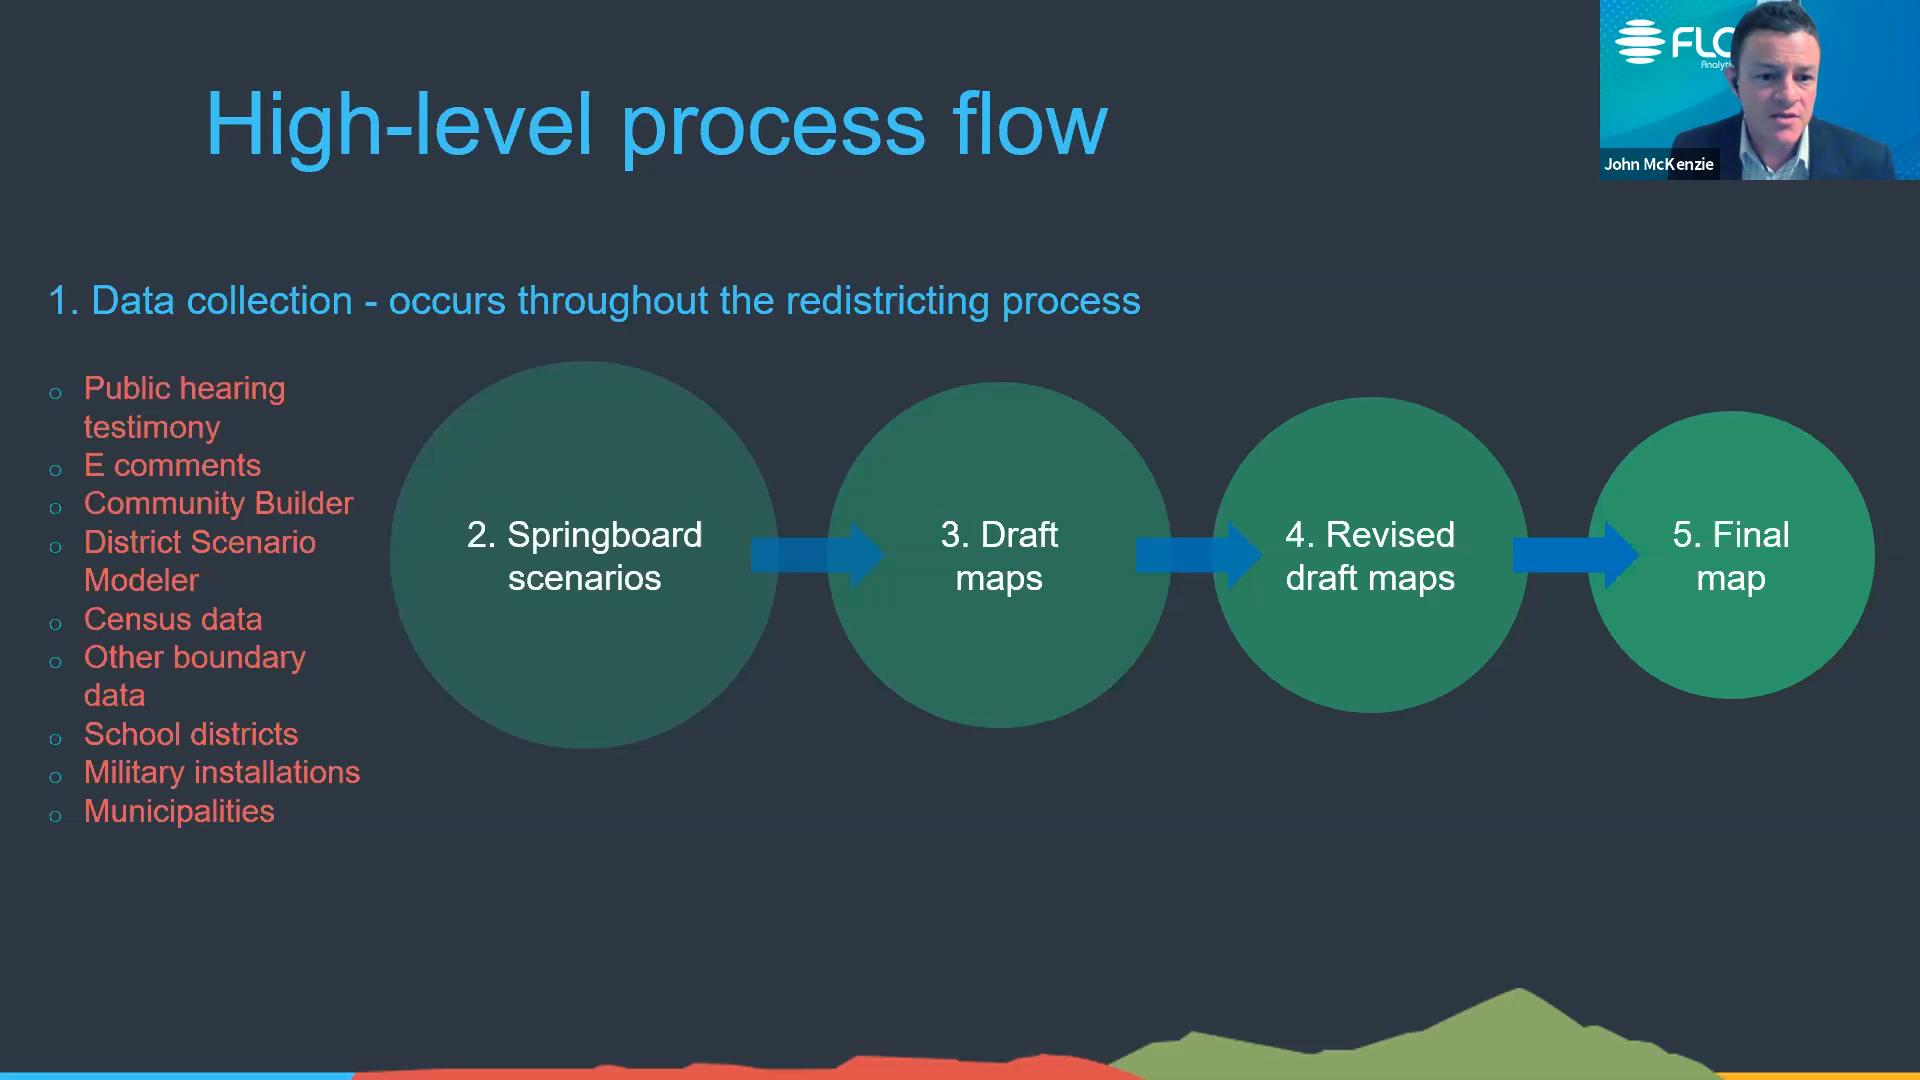 High-level process flow
FLO
John McKenzie
1. Data collection - occurs throughout the redistricting process
○ Public hearing
testimony
○ E comments
○ Community Builder
○ District Scenario
Modeler
○ Census data
○ Other boundary
data
○ School districts
○ Military installations
○ Municipalities
2. Springboard
scenarios
3. Draft
maps
4. Revised
draft maps
5. Final
map